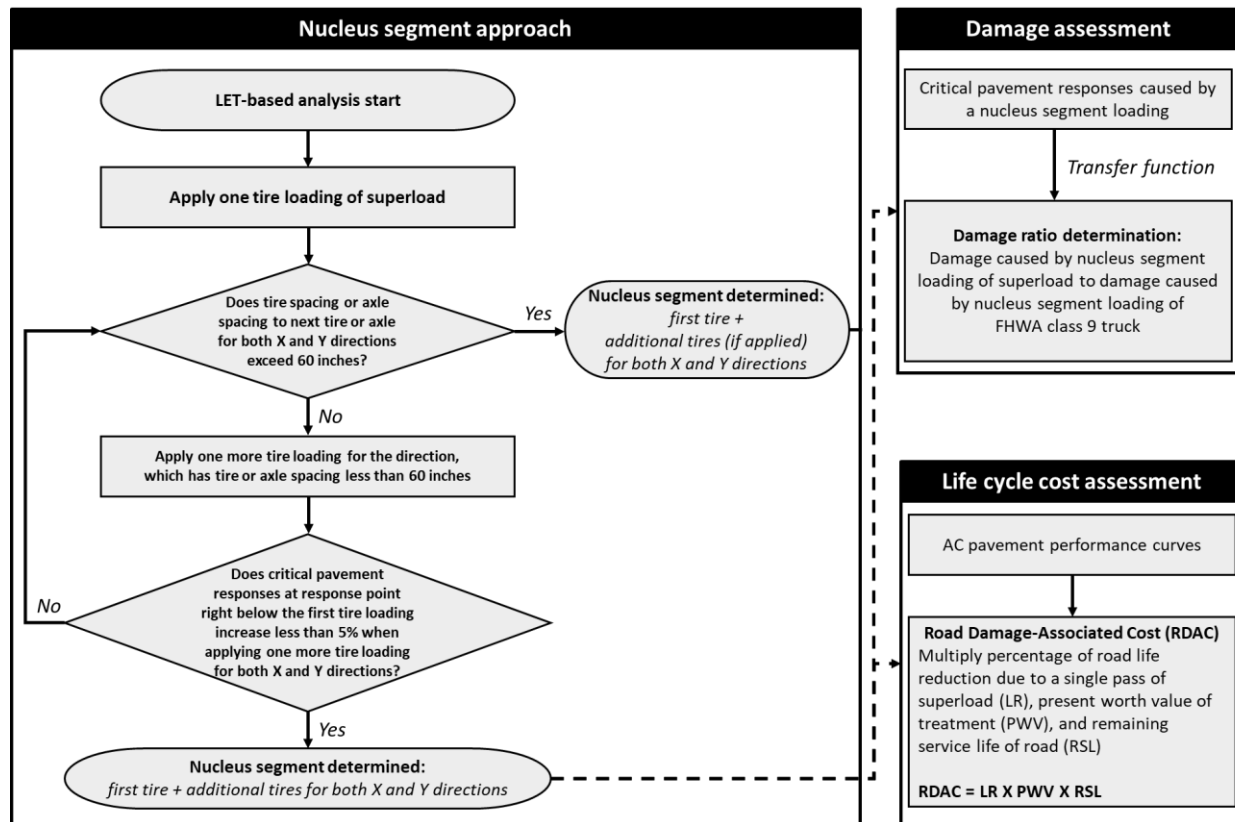 Nucleus segment approach
LET-based analysis start
Apply one tire loading of superload
Does tire spacing or axle
spacing to next tire or axle
for both X and Y directions
exceed 60 inches?
Yes
Nucleus segment determined:
first tire +
additional tires (if applied)
for both X and Y directions
No
Apply one more tire loading for the direction,
which has tire or axle spacing less than 60 inches
Does critical pavement
responses at response point
right below the first tire loading
increase less than 5% when
applying one more tire loading
for both X and Y directions?
No
Yes
Nucleus segment determined:
first tire + additional tires for both X and Y directions
Damage assessment
Critical pavement responses caused by
a nucleus segment loading
Transfer function
Damage ratio determination:
Damage caused by nucleus segment
loading of superload to damage caused
by nucleus segment loading of
FHWA class 9 truck
Life cycle cost assessment
AC pavement performance curves
Road Damage-Associated Cost (RDAC)
Multiply percentage of road life
reduction due to a single pass of
superload (LR), present worth value of
treatment (PWV), and remaining
service life of road (RSL)
RDAC = LR X PWV X RSL